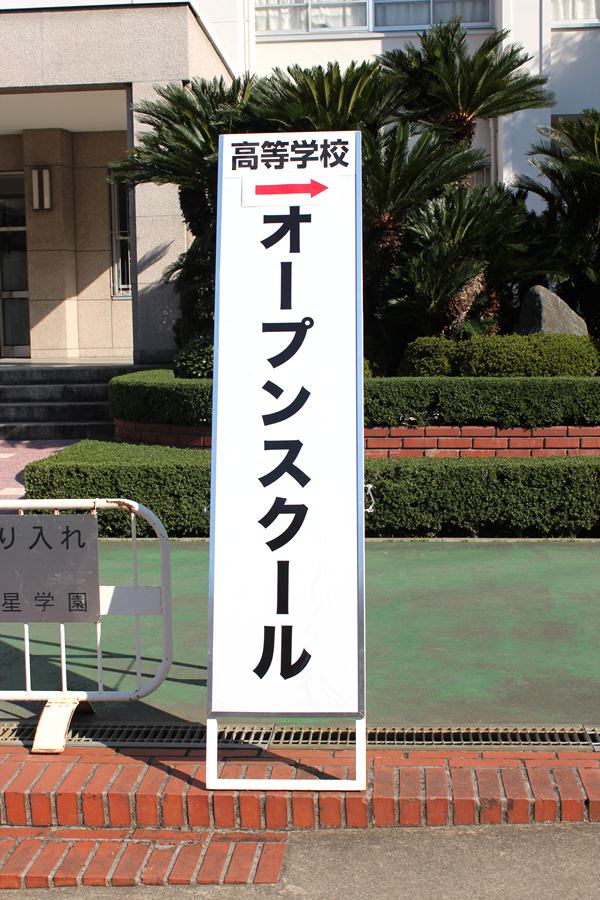 高等学校
オープンスクール
り入れ
星学園